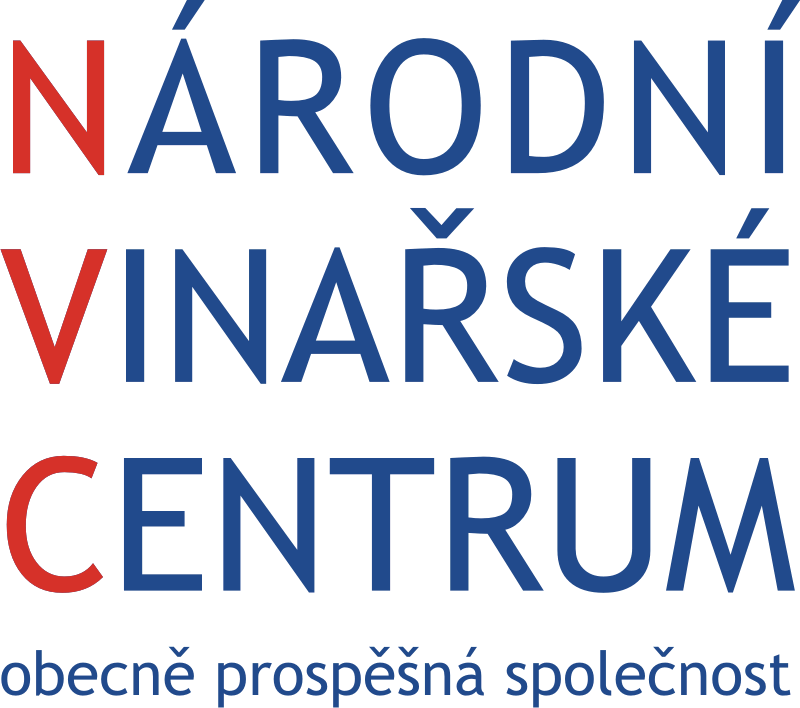 NÁRODNÍ
VINAŘSKÉ
CENTRUM
obecně prospěšná společnost